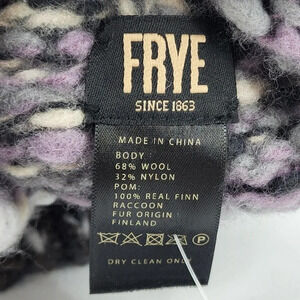 FRYE
SINCE 1863
MADE IN CHINA
BODY:
68% WOOL
32% NYLON
POM:
100% REAL FINN
RACCOON
FUR ORIGIN:
FINLAND
P
DRY CLEAN ONLY